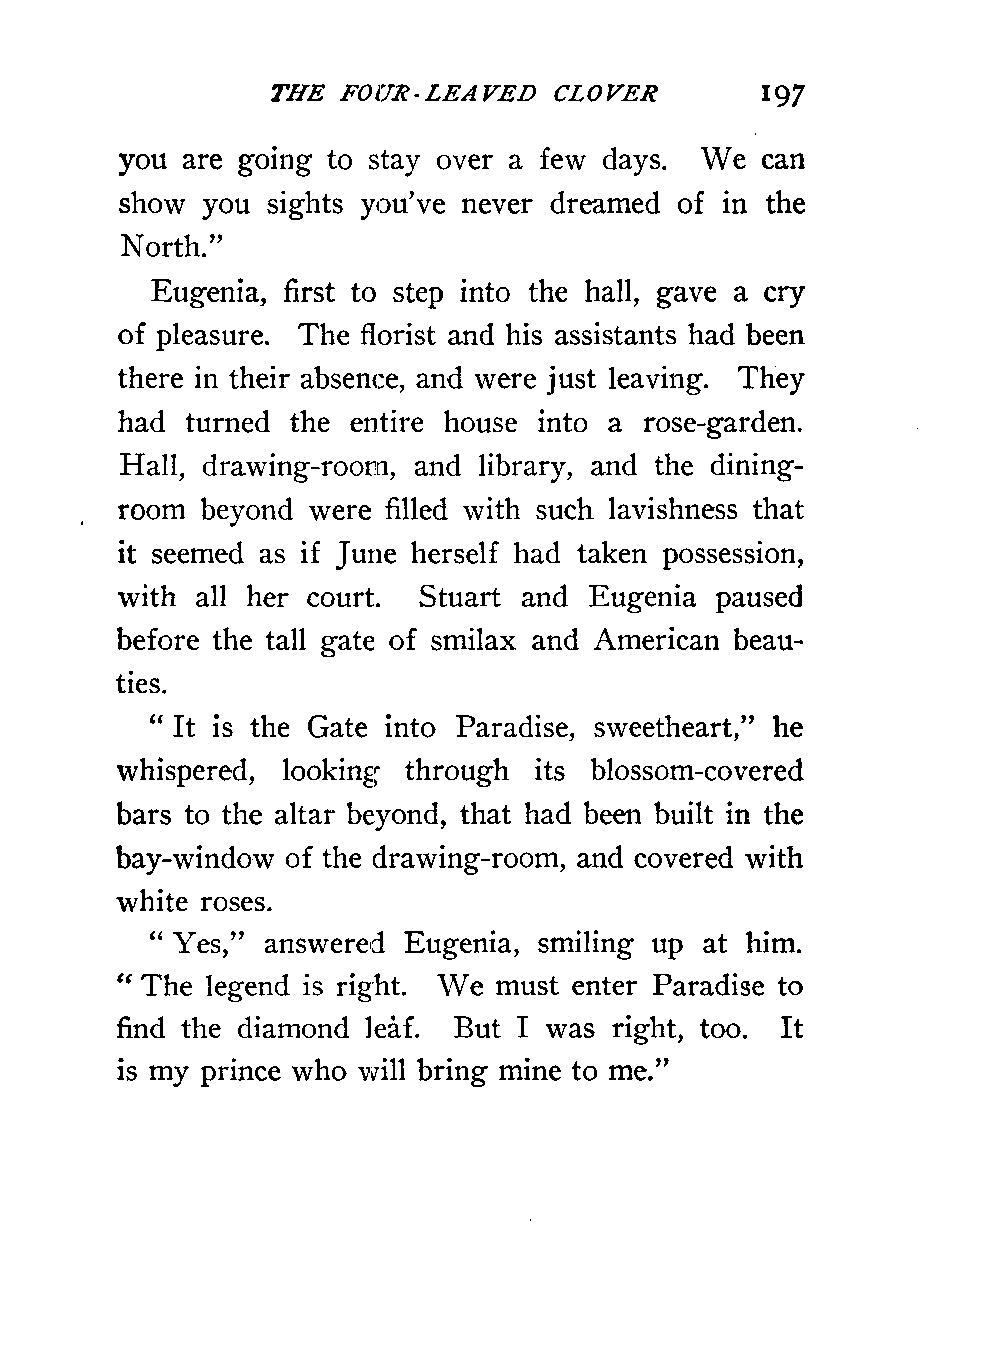 THE FOUR-LEAVED CLOVER 197
you are going to stay over a few days. We can
show you sights you've never dreamed of in the
North."
Eugenia, first to step into the hall, gave a cry
of pleasure. The florist and his assistants had been
there in their absence, and were just leaving. They
had turned the entire house into a rose-garden.
Hall, drawing-room, and library, and the dining-
room beyond were filled with such lavishness that
it seemed as if June herself had taken possession,
with all her court. Stuart and Eugenia paused
before the tall gate of smilax and American beau-
ties.
"It is the Gate into Paradise, sweetheart," he
whispered, looking through its blossom-covered
bars to the altar beyond, that had been built in the
bay-window of the drawing-room, and covered with
white roses.
"Yes," answered Eugenia, smiling up at him.
"The legend is right. We must enter Paradise to
find the diamond leaf. But I was right, too. It
is my prince who will bring mine to me."